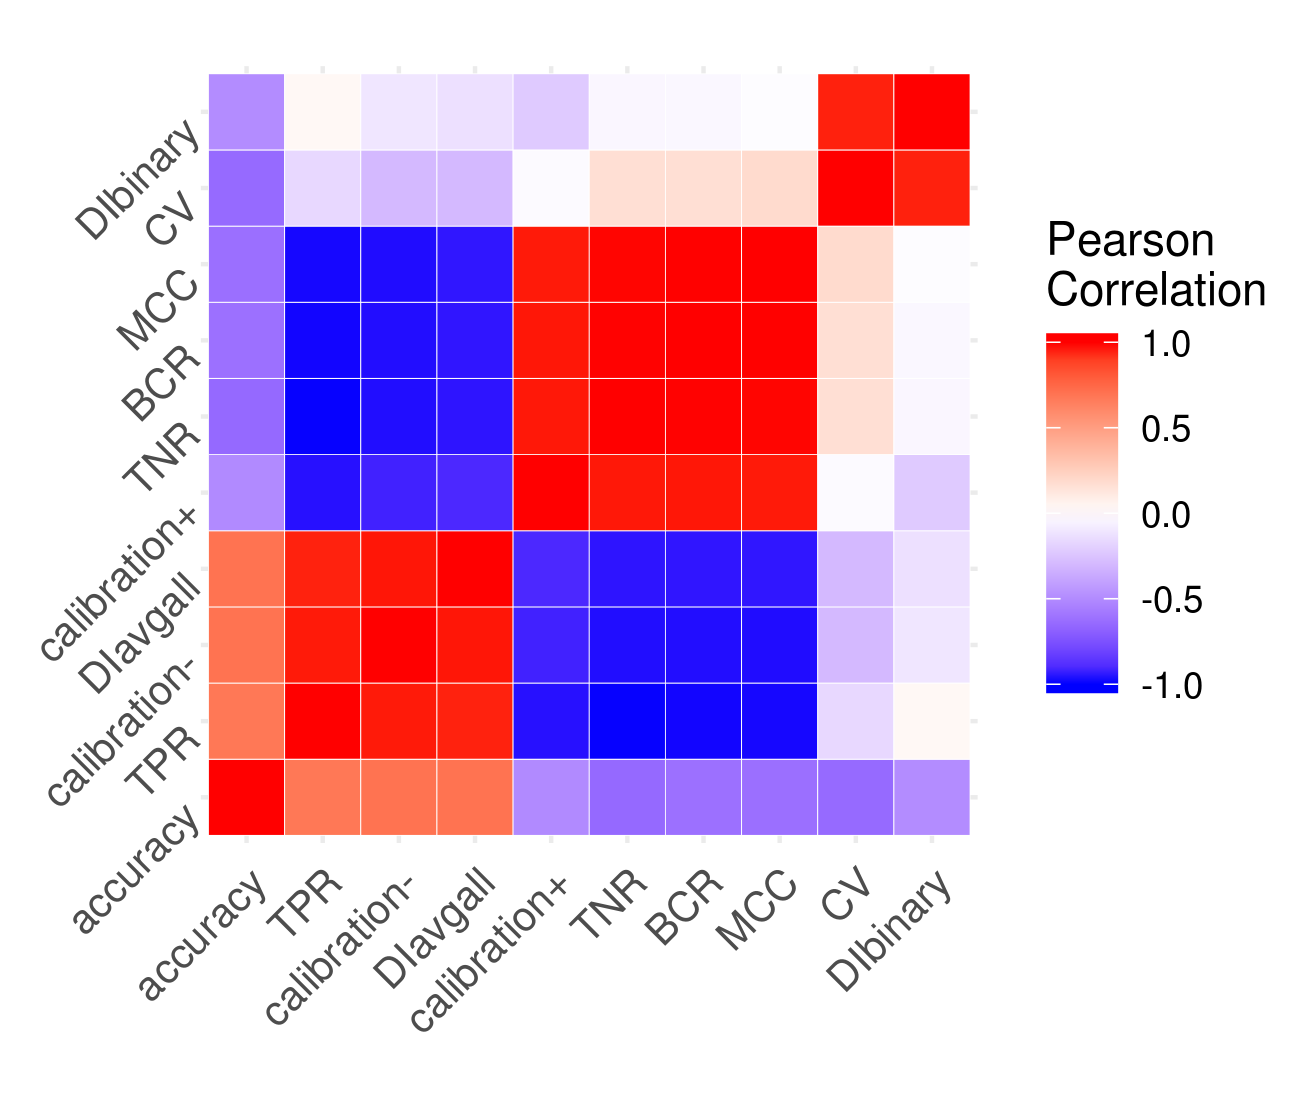 DIbinary
CV
MCC
BCR
TNR
calibration+
DIavgall
calibration-
TPR
accuracy
accuracy
TPR
calibration-
DIavgall
calibration+
TNR
BCR
MCC
CV
DIbinary
Pearson
Correlation
1.0
0.5
0.0
-0.5
-1.0